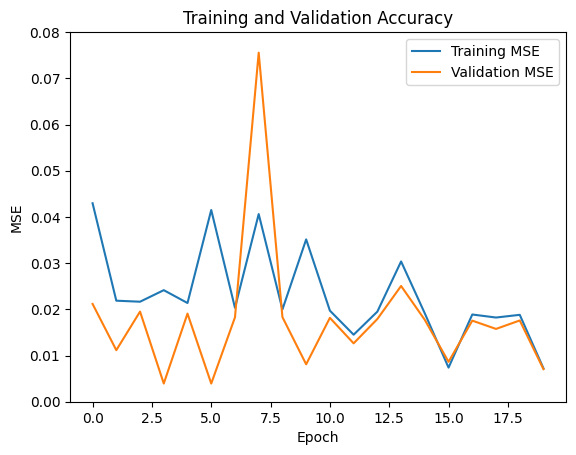 Training and Validation Accuracy
Training MSE
Validation MSE
0.08
0.07
0.06
0.05
0.04
0.03
0.02
0.01
0.00
MSE
0.0 2.5 5.0 7.5 10.0 12.5 15.0 17.5
Epoch